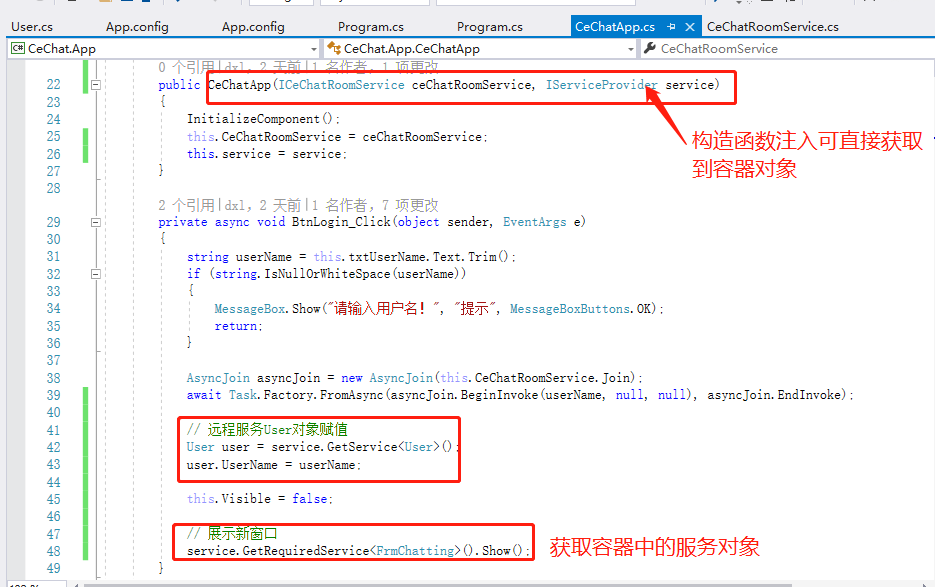 User.cs App.config App.config Program.cs Program.cs CeChatApp.cs CeChatRoomService.cs
C# CeChat.App CeChat.App.CeChatApp CeChatRoomService
0 个引用|dxl，2 天前|1 名作者，1 项更改
22 public CeChatApp(ICeChatRoomService ceChatRoomService, IServiceProvider service)
23 {
24 InitializeComponent();
25 this.CeChatRoomService = ceChatRoomService;
26 this.service = service;
27 }
28
构造函数注入可直接获取
到容器对象
2 个引用|dxl，2 天前|1 名作者，7 项更改
29 private async void BtnLogin_Click(object sender, EventArgs e)
30 {
31 string userName = this.txtUserName.Text.Trim();
32 if (string.IsNullOrWhiteSpace(userName))
33 {
34 MessageBox.Show("请输入用户名！", "提示", MessageBoxButtons.OK);
35 return;
36 }
37
38 AsyncJoin asyncJoin = new AsyncJoin(this.CeChatRoomService.Join);
39 await Task.Factory.FromAsync(asyncJoin.BeginInvoke(userName, null, null), asyncJoin.EndInvoke);
40
41 // 远程服务User对象赋值
42 User user = service.GetService<User>();
43 user.UserName = userName;
44
45 this.Visible = false;
46
47 // 展示新窗口
48 service.GetRequiredService<FrmChatting>().Show();
获取容器中的服务对象
49 }